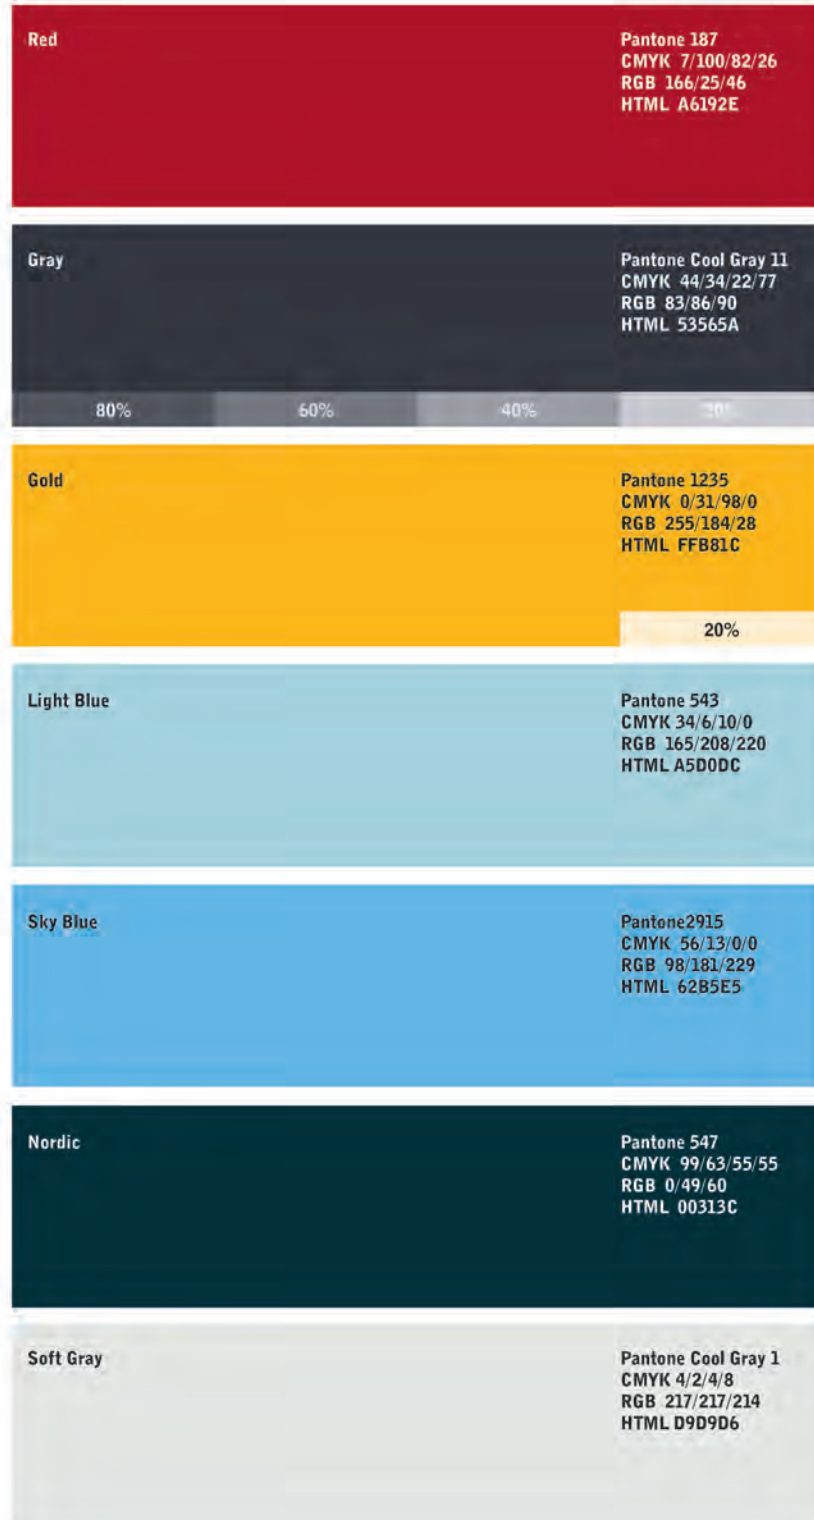 Red
Pantone 187
CMYK 7/100/82/26
RGB 166/25/46
HTML A6192E
Gray
Pantone Cool Gray 11
CMYK 44/34/22/77
RGB 83/86/90
HTML 53565A
80% 60% 40% 20%
Gold
Pantone 1235
CMYK 0/31/98/0
RGB 255/184/28
HTML FFB81C
20%
Light Blue
Pantone 543
CMYK 34/6/10/0
RGB 165/208/220
HTML A5D0DC
Sky Blue
Pantone2915
CMYK 56/13/0/0
RGB 98/181/229
HTML 62B5E5
Nordic
Pantone 547
CMYK 99/63/55/55
RGB 0/49/60
HTML 00313C
Soft Gray
Pantone Cool Gray 1
CMYK 4/2/4/8
RGB 217/217/214
HTML D9D9D6